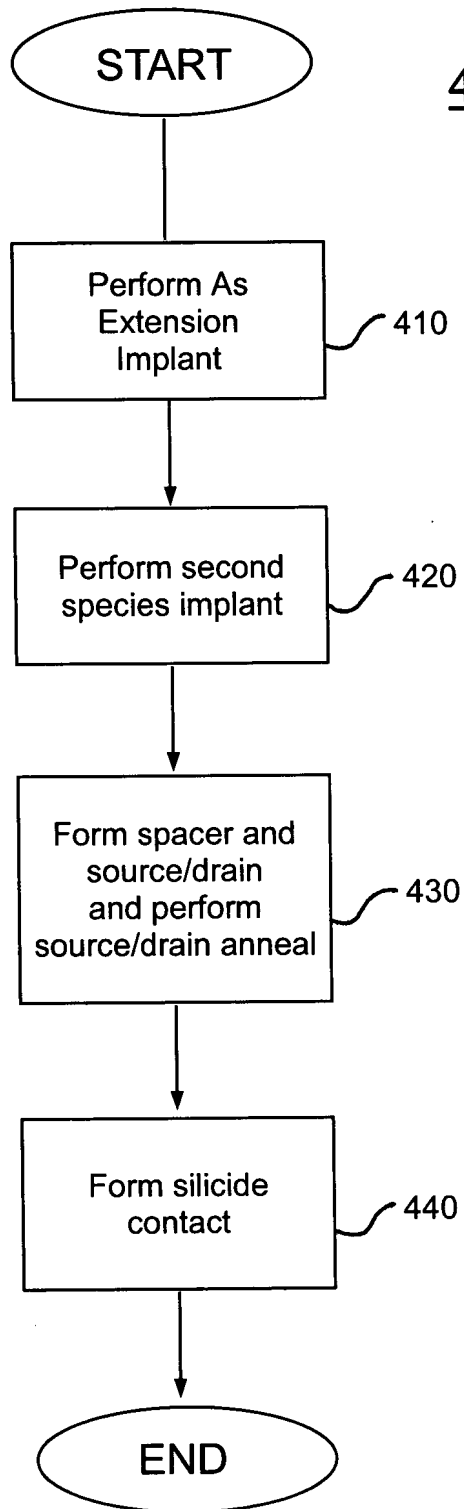 START
Perform As
Extension
Implant
410
Perform second
species implant
420
Form spacer and
source/drain
and perform
source/drain anneal
430
Form silicide
contact
440
END